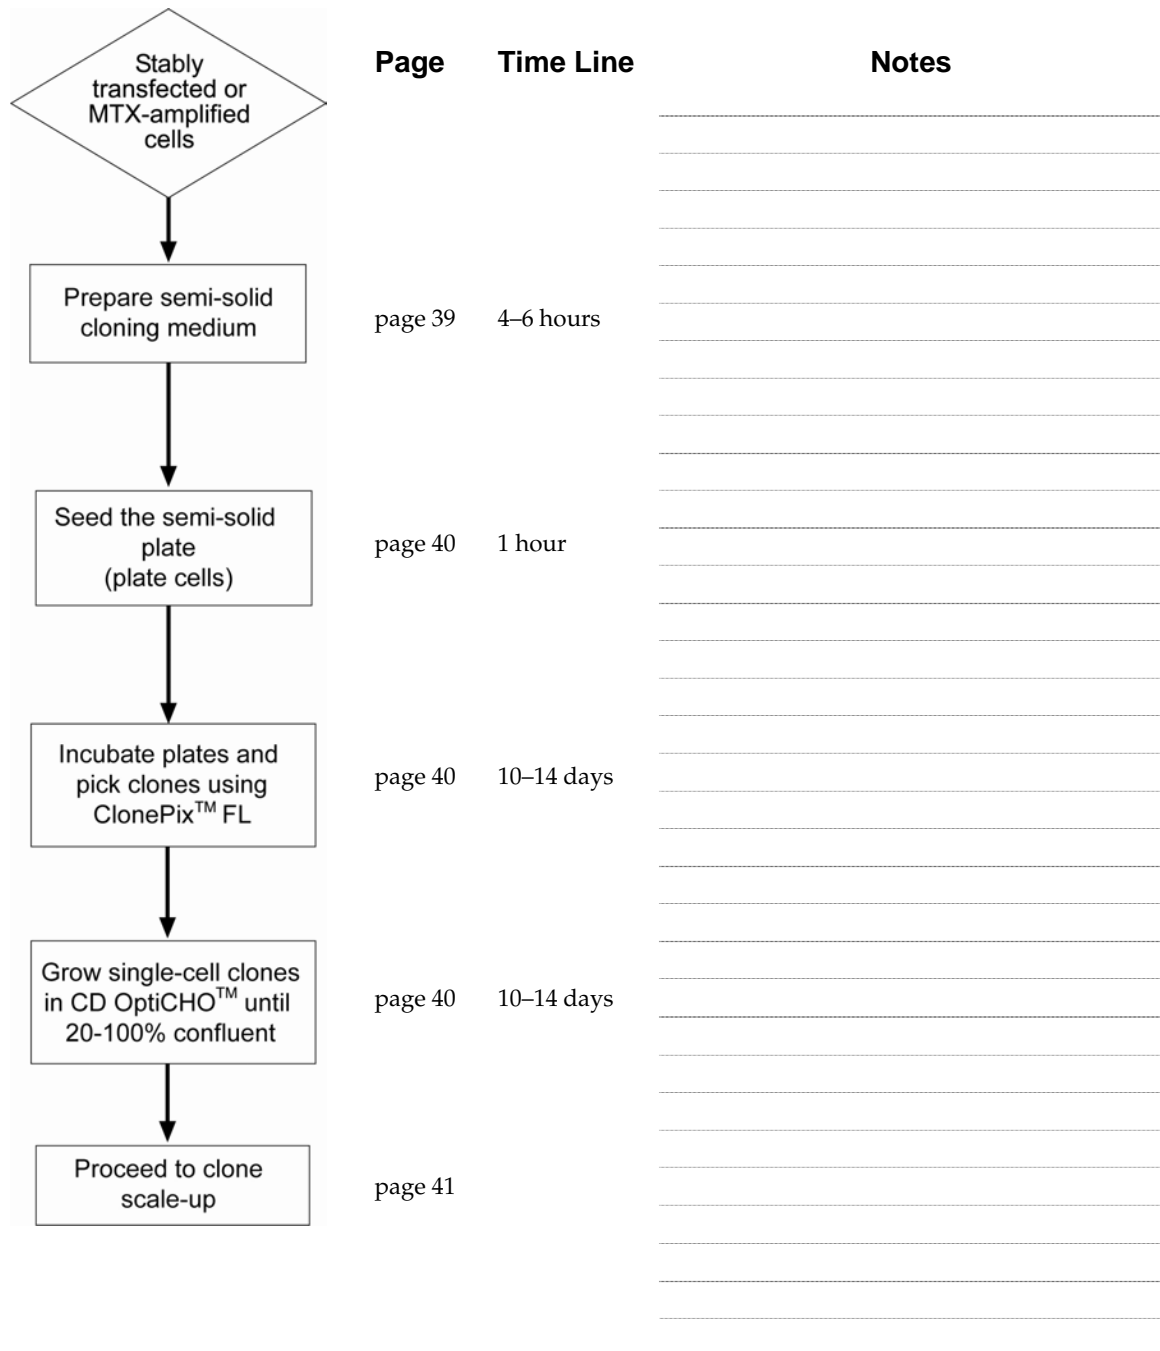 Page Time Line Notes
Stably
transfected or
MTX-amplified
cells
Prepare semi-solid
cloning medium
page 39 4–6 hours
Seed the semi-solid
plate
(plate cells)
page 40 1 hour
Incubate plates and
pick clones using
ClonePix™ FL
page 40 10–14 days
Grow single-cell clones
in CD OptiCHO™ until
20-100% confluent
page 40 10–14 days
Proceed to clone
scale-up
page 41